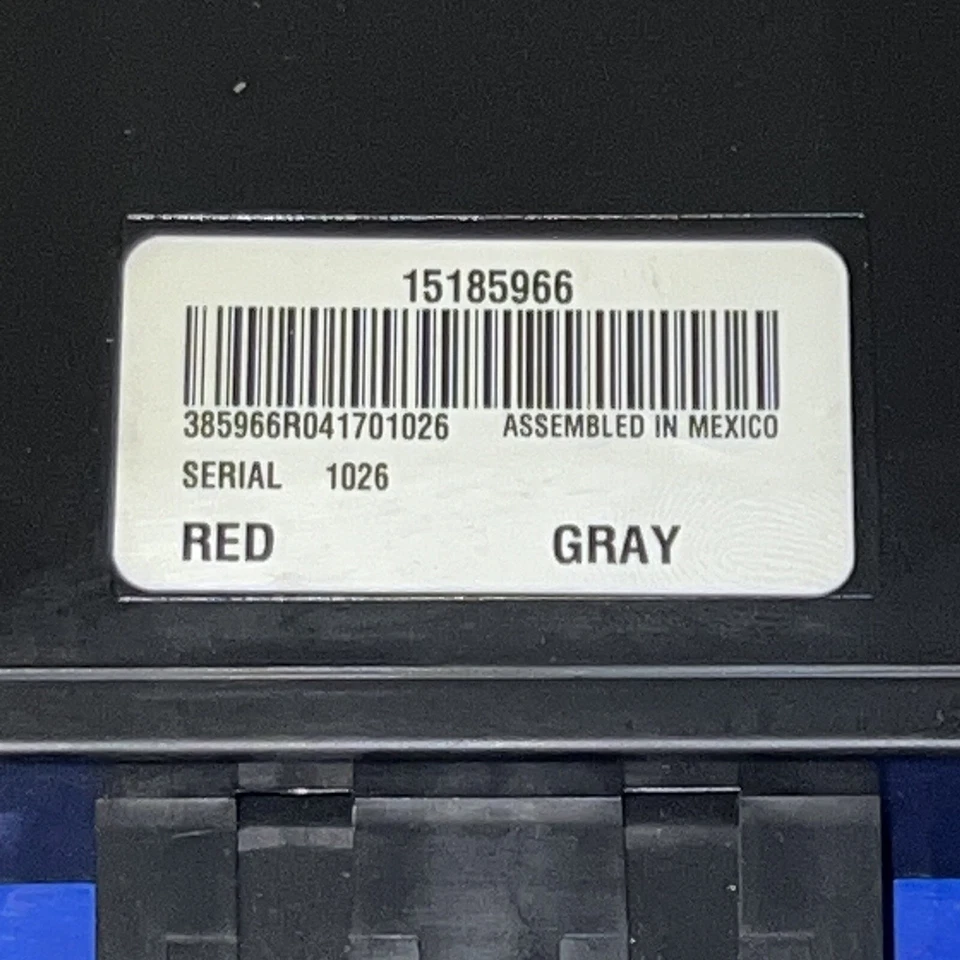 15185966
385966R041701026 ASSEMBLED IN MEXICO
SERIAL 1026
RED GRAY